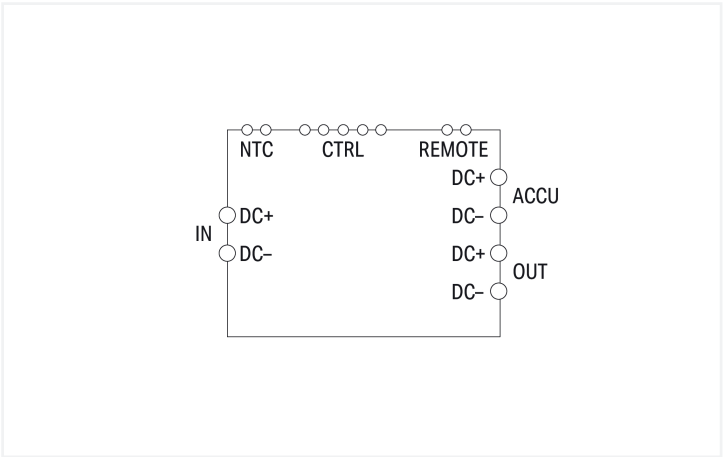 NTC CTRL REMOTE
DC+ ACCU
DC–
IN DC+
DC–
DC+ OUT
DC–